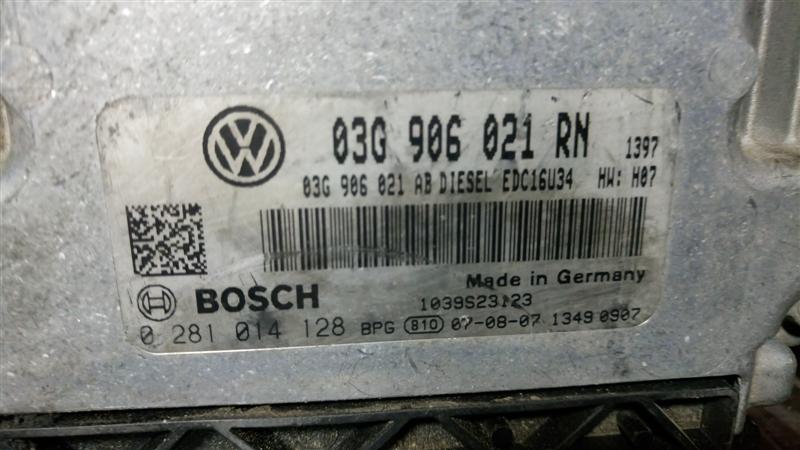 03G 906 021 RN 1397
03G 906 021 AB DIESEL EDC16U34 HW: H07
Made in Germany
BOSCH 1039S23123
0 281 014 128 BPG 810 07-08-07 1349 0907